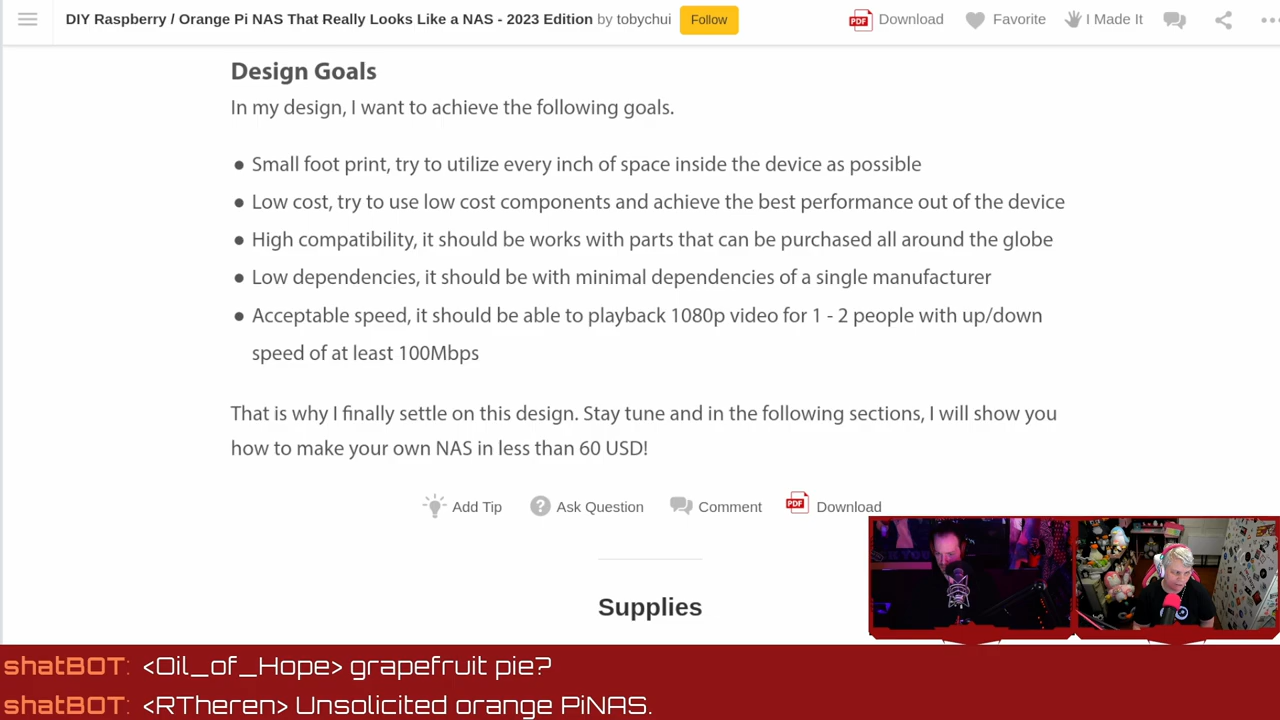 DIY Raspberry / Orange Pi NAS That Really Looks Like a NAS - 2023 Edition by tobychui Follow Download Favorite I Made It
Design Goals
In my design, I want to achieve the following goals.
● Small foot print, try to utilize every inch of space inside the device as possible
● Low cost, try to use low cost components and achieve the best performance out of the device
● High compatibility, it should be works with parts that can be purchased all around the globe
● Low dependencies, it should be with minimal dependencies of a single manufacturer
● Acceptable speed, it should be able to playback 1080p video for 1 - 2 people with up/down
speed of at least 100Mbps
That is why I finally settle on this design. Stay tune and in the following sections, I will show you
how to make your own NAS in less than 60 USD!
Add Tip Ask Question Comment PDF Download
Supplies
shatBOT: <Oil_of_Hope> grapefruit pie?
shatBOT: <RTheren> Unsolicited orange PiNAS.